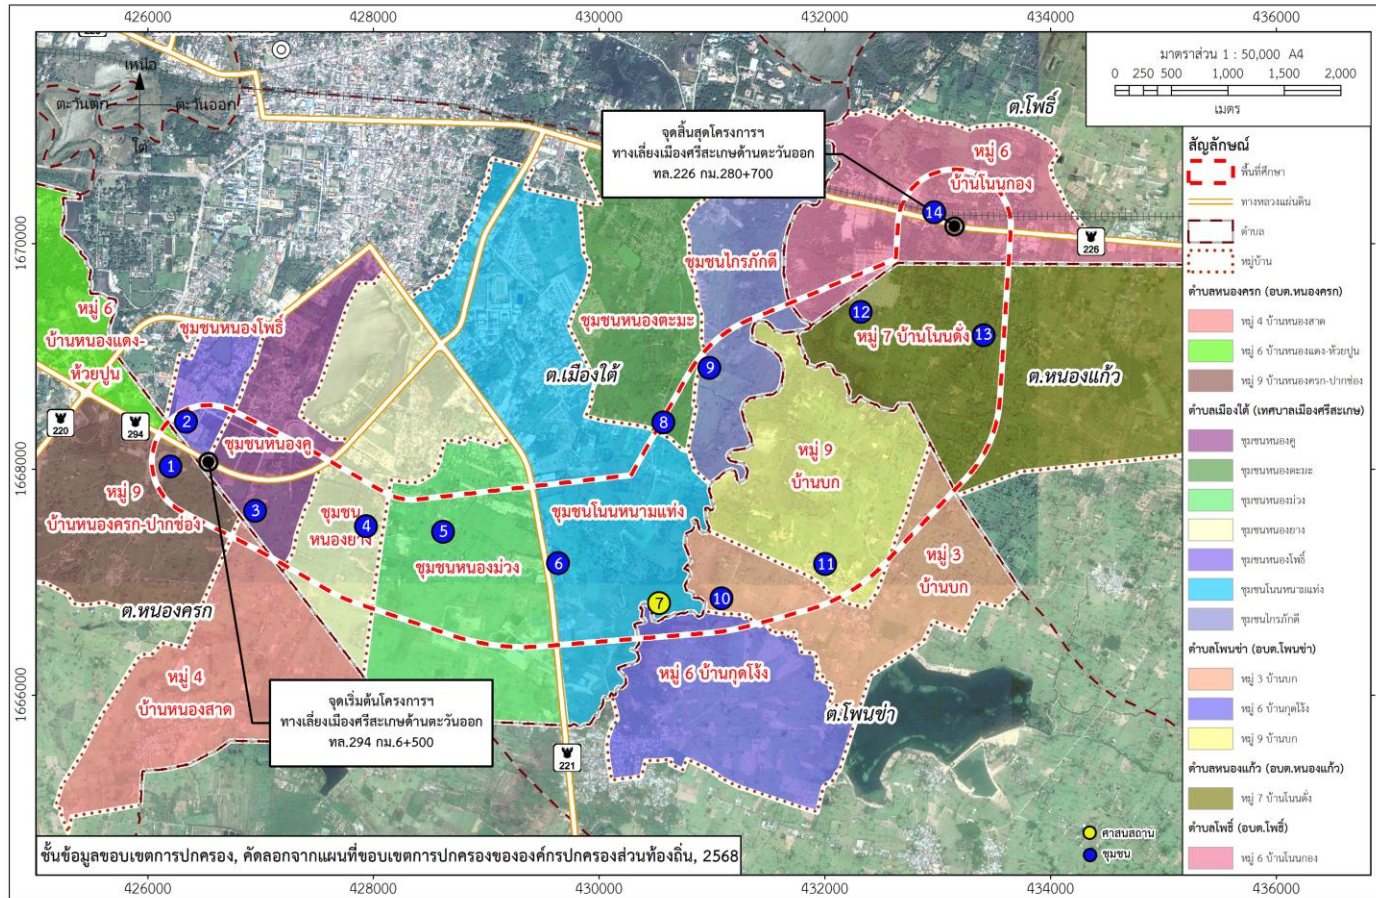 426000
428000
430000
432000
434000
436000
เหนือ
ตะวันตก
ตะวันออก
ใต้
มาตราส่วน 1 : 50,000 A4
0 250 500 1,000 1,500 2,000
เมตร
จุดสิ้นสุดโครงการฯ
ทางเลี่ยงเมืองศรีสะเกษด้านตะวันออก
ทล.226 กม.280+700
ต.โพธิ์
หมู่ 6
บ้านโนนกอง
14
226
1670000
1668000
1666000
ชุมชนไกรภักดี
ชุมชนหนองตะมะ
ชุมชนหนองโพธิ์
หมู่ 6
บ้านหนองแดง-
ห้วยปูน
12
หมู่ 7 บ้านโนนดั่ง
13
ต.เมืองใต้
ต.หนองแก้ว
9
8
2
220
294
ชุมชนหนองคู
1
หมู่ 9
บ้านหนองครก-ปากช่อง
หมู่ 9
บ้านบก
3
ชุมชน
หนองยาง
4
5
ชุมชนหนองม่วง
ชุมชนโนนหนามแท่ง
6
7
10
11
หมู่ 3
บ้านบก
ต.หนองครก
หมู่ 4
บ้านหนองสาด
หมู่ 6 บ้านกุดโง้ง
ต.โพนข่า
จุดเริ่มต้นโครงการฯ
ทางเลี่ยงเมืองศรีสะเกษด้านตะวันออก
ทล.294 กม.6+500
221
สัญลักษณ์
พื้นที่ศึกษา
ทางหลวงแผ่นดิน
ตำบล
หมู่บ้าน
ตำบลหนองครก (อบต.หนองครก)
หมู่ 4 บ้านหนองสาด
หมู่ 6 บ้านหนองแดง-ห้วยปูน
หมู่ 9 บ้านหนองครก-ปากช่อง
ตำบลเมืองใต้ (เทศบาลเมืองศรีสะเกษ)
ชุมชนหนองคู
ชุมชนหนองตะมะ
ชุมชนหนองม่วง
ชุมชนหนองยาง
ชุมชนหนองโพธิ์
ชุมชนโนนหนามแท่ง
ชุมชนไกรภักดี
ตำบลโพนข่า (อบต.โพนข่า)
หมู่ 3 บ้านบก
หมู่ 6 บ้านกุดโง้ง
หมู่ 9 บ้านบก
ตำบลหนองแก้ว (อบต.หนองแก้ว)
หมู่ 7 บ้านโนนดั่ง
ตำบลโพธิ์ (อบต.โพธิ์)
หมู่ 6 บ้านโนนกอง
ศาสนสถาน
ชุมชน
ชั้นข้อมูลขอบเขตการปกครอง, คัดลอกจากแผนที่ขอบเขตการปกครองขององค์กรปกครองส่วนท้องถิ่น, 2568
426000
428000
430000
432000
434000
436000